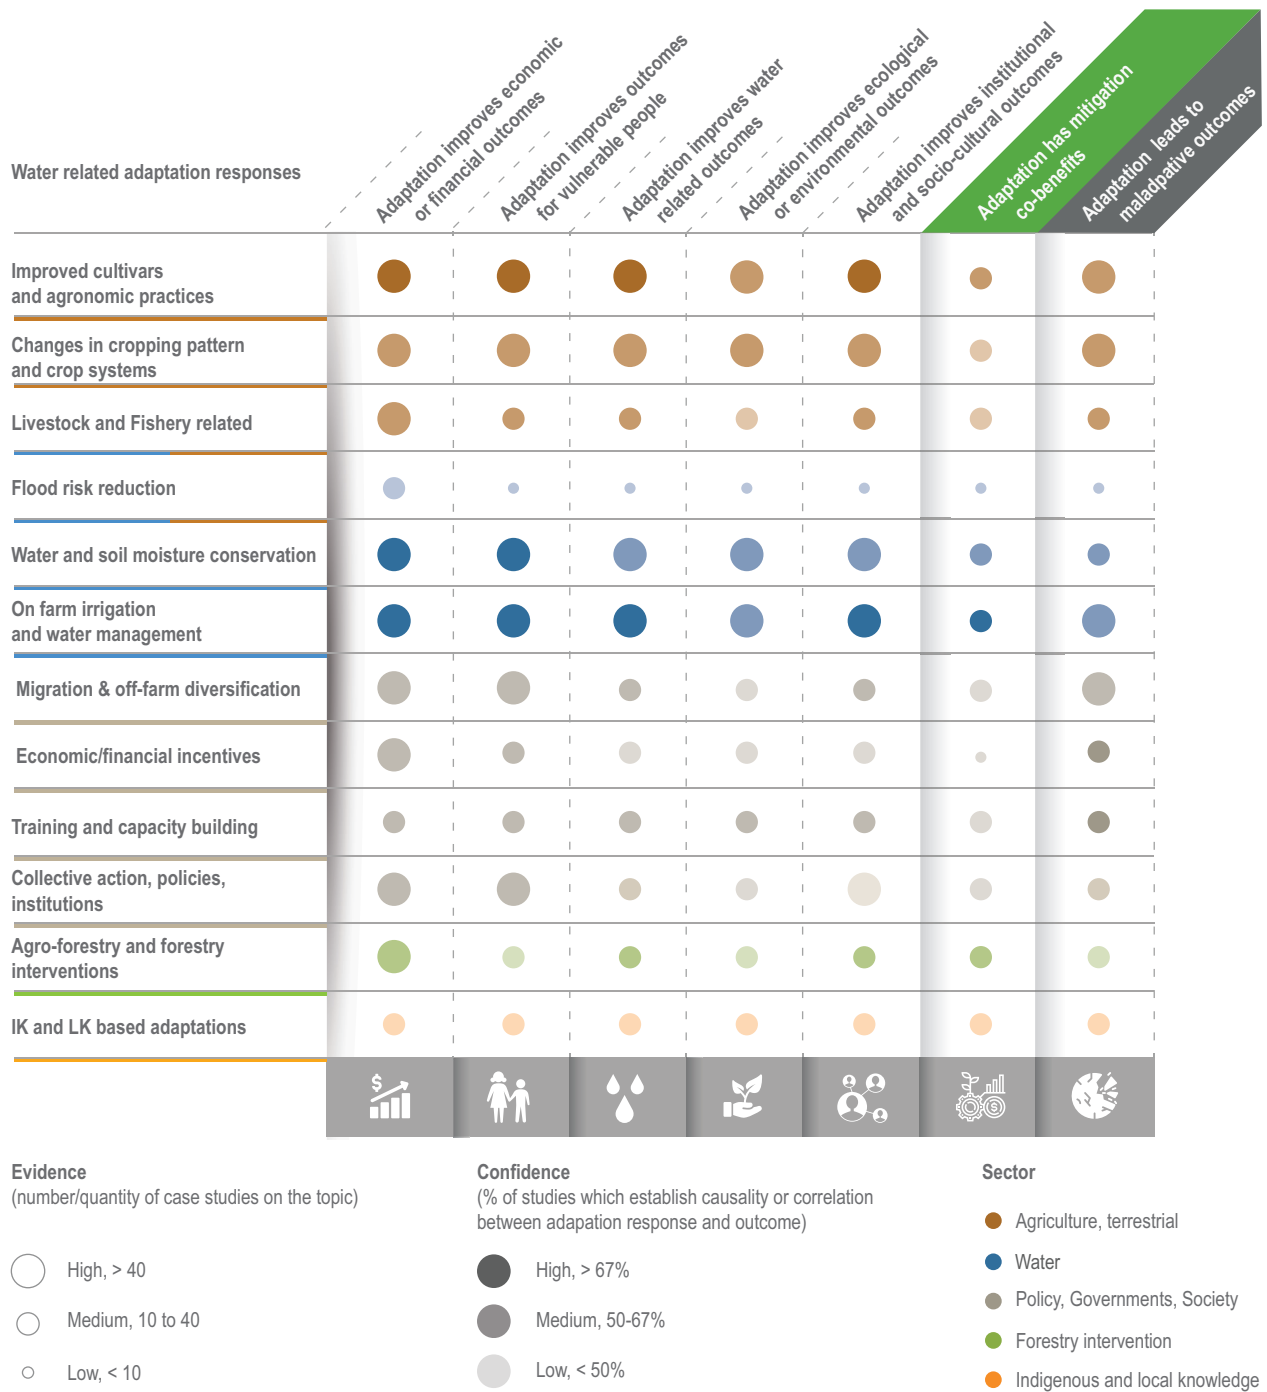 Adaptation improves economic
or financial outcomes
Adaptation improves outcomes
for vulnerable people
Adaptation improves water
related outcomes
Adaptation improves ecological
or environmental outcomes
Adaptation improves institutional
and socio-cultural outcomes
Adaptation has mitigation
co-benefits
Adaptation leads to
maladpative outcomes
Water related adaptation responses
Improved cultivars
and agronomic practices
Changes in cropping pattern
and crop systems
Livestock and Fishery related
Flood risk reduction
Water and soil moisture conservation
On farm irrigation
and water management
Migration & off-farm diversification
Economic/financial incentives
Training and capacity building
Collective action, policies,
institutions
Agro-forestry and forestry
interventions
IK and LK based adaptations
$
$
Evidence
(number/quantity of case studies on the topic)
High, > 40
Medium, 10 to 40
Low, < 10
Confidence
(% of studies which establish causality or correlation
between adapation response and outcome)
High, > 67%
Medium, 50-67%
Low, < 50%
Sector
Agriculture, terrestrial
Water
Policy, Governments, Society
Forestry intervention
Indigenous and local knowledge